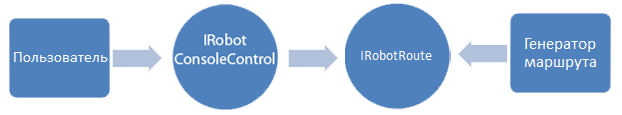 Пользователь
IRobot
ConsoleControl
IRobotRoute
Генератор
маршрута